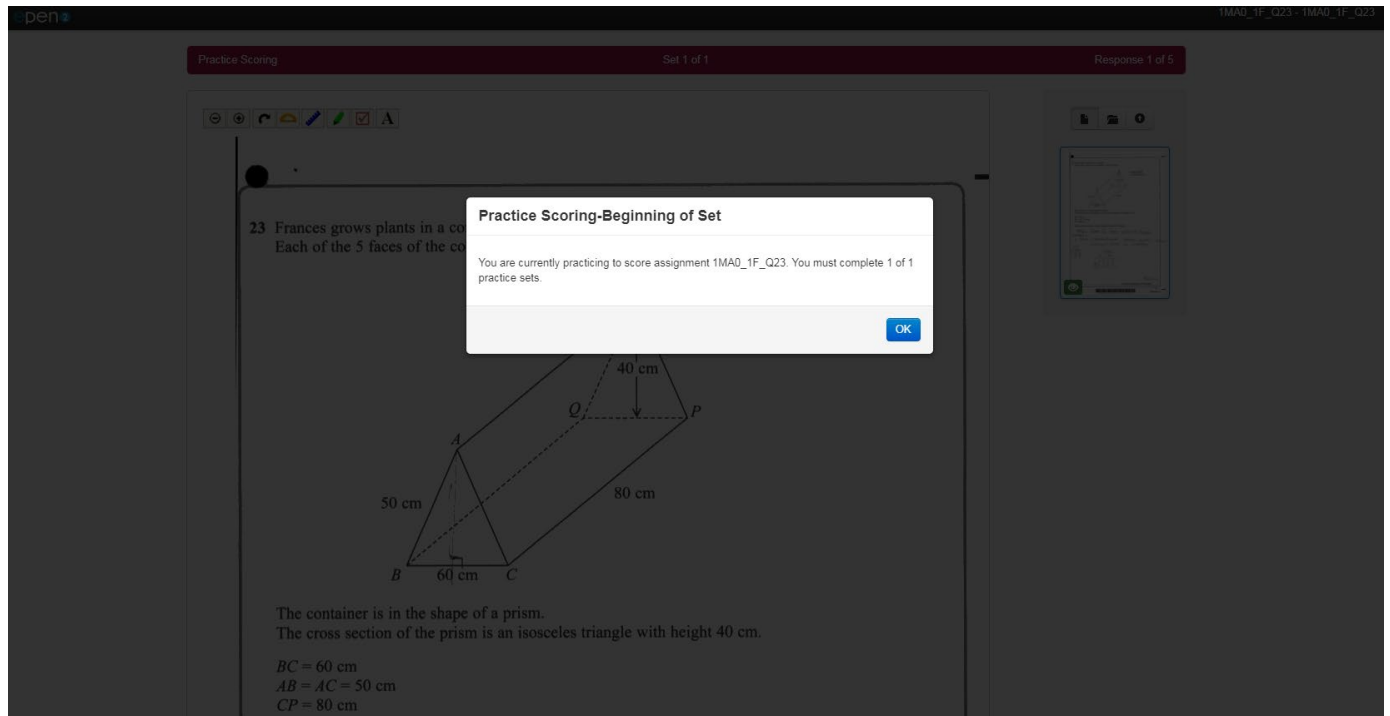 open2
1MA0_1F_Q23 - 1MA0_1F_Q23
Practice Scoring
Set 1 of 1
Response 1 of 5
A
23 Frances grows plants in a co
Each of the 5 faces of the co
Practice Scoring-Beginning of Set
You are currently practicing to score assignment 1MA0_1F_Q23. You must complete 1 of 1
practice sets.
OK
40 cm
Q
P
A
50 cm
80 cm
B
60 cm
C
The container is in the shape of a prism.
The cross section of the prism is an isosceles triangle with height 40 cm.
BC = 60 cm
AB = AC = 50 cm
CP = 80 cm